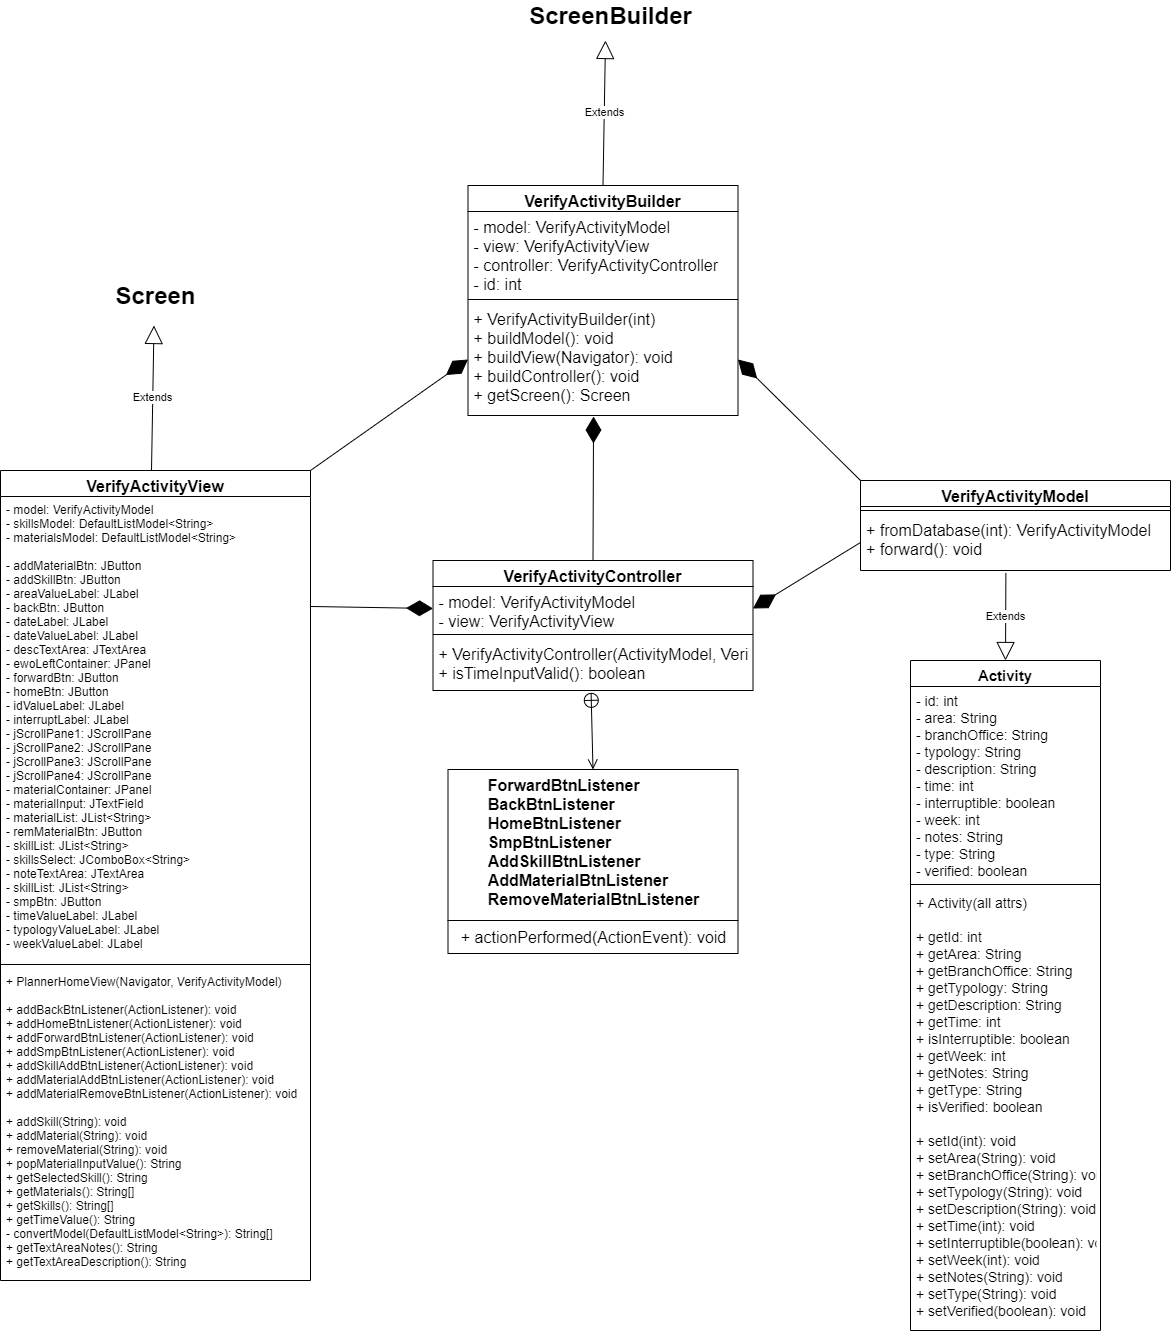 ScreenBuilder
Extends
VerifyActivityBuilder
- model: VerifyActivityModel
- view: VerifyActivityView
- controller: VerifyActivityController
- id: int
+ VerifyActivityBuilder(int)
+ buildModel(): void
+ buildView(Navigator): void
+ buildController(): void
+ getScreen(): Screen
Screen
Extends
VerifyActivityView
- model: VerifyActivityModel
- skillsModel: DefaultListModel<String>
- materialsModel: DefaultListModel<String>
- addMaterialBtn: JButton
- addSkillBtn: JButton
- areaValueLabel: JLabel
- backBtn: JButton
- dateLabel: JLabel
- dateValueLabel: JLabel
- descTextArea: JTextArea
- ewoLeftContainer: JPanel
- forwardBtn: JButton
- homeBtn: JButton
- idValueLabel: JLabel
- interruptLabel: JLabel
- jScrollPane1: JScrollPane
- jScrollPane2: JScrollPane
- jScrollPane3: JScrollPane
- jScrollPane4: JScrollPane
- materialContainer: JPanel
- materialInput: JTextField
- materialList: JList<String>
- remMaterialBtn: JButton
- skillList: JList<String>
- skillsSelect: JComboBox<String>
- noteTextArea: JTextArea
- skillList: JList<String>
- smpBtn: JButton
- timeValueLabel: JLabel
- typologyValueLabel: JLabel
- weekValueLabel: JLabel
+ PlannerHomeView(Navigator, VerifyActivityModel)
+ addBackBtnListener(ActionListener): void
+ addHomeBtnListener(ActionListener): void
+ addForwardBtnListener(ActionListener): void
+ addSmpBtnListener(ActionListener): void
+ addSkillAddBtnListener(ActionListener): void
+ addMaterialAddBtnListener(ActionListener): void
+ addMaterialRemoveBtnListener(ActionListener): void
+ addSkill(String): void
+ addMaterial(String): void
+ removeMaterial(String): void
+ popMaterialInputValue(): String
+ getSelectedSkill(): String
+ getMaterials(): String[]
+ getSkills(): String[]
+ getTimeValue(): String
- convertModel(DefaultListModel<String>): String[]
+ getTextAreaNotes(): String
+ getTextAreaDescription(): String
VerifyActivityController
- model: VerifyActivityModel
- view: VerifyActivityView
+ VerifyActivityController(ActivityModel, Veri
+ isTimeInputValid(): boolean
ForwardBtnListener
BackBtnListener
HomeBtnListener
SmpBtnListener
AddSkillBtnListener
AddMaterialBtnListener
RemoveMaterialBtnListener
+ actionPerformed(ActionEvent): void
VerifyActivityModel
+ fromDatabase(int): VerifyActivityModel
+ forward(): void
Extends
Activity
- id: int
- area: String
- branchOffice: String
- typology: String
- description: String
- time: int
- interruptible: boolean
- week: int
- notes: String
- type: String
- verified: boolean
+ Activity(all attrs)
+ getId: int
+ getArea: String
+ getBranchOffice: String
+ getTypology: String
+ getDescription: String
+ getTime: int
+ isInterruptible: boolean
+ getWeek: int
+ getNotes: String
+ getType: String
+ isVerified: boolean
+ setId(int): void
+ setArea(String): void
+ setBranchOffice(String): vo
+ setTypology(String): void
+ setDescription(String): void
+ setTime(int): void
+ setInterruptible(boolean): v
+ setWeek(int): void
+ setNotes(String): void
+ setType(String): void
+ setVerified(boolean): void